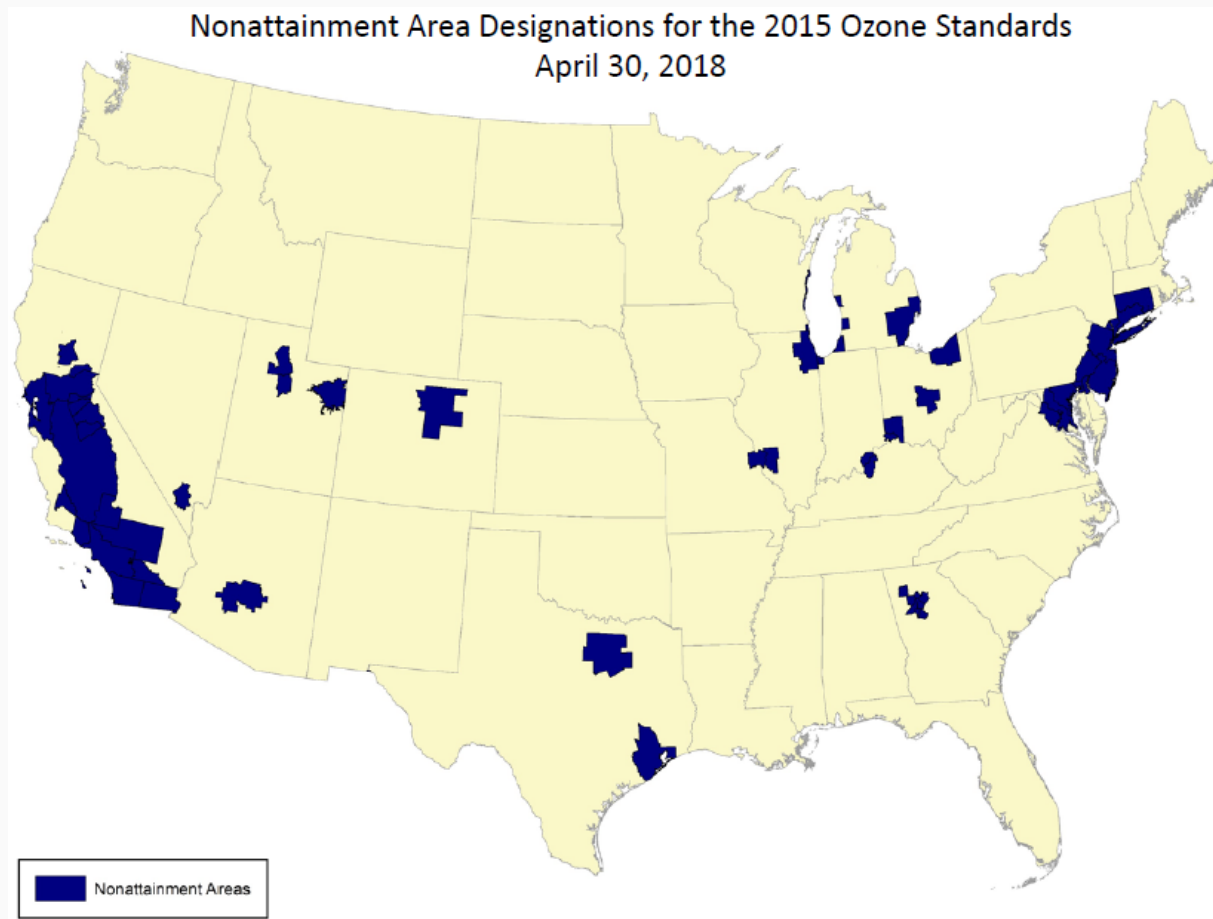 Nonattainment Area Designations for the 2015 Ozone Standards
April 30, 2018
Nonattainment Areas